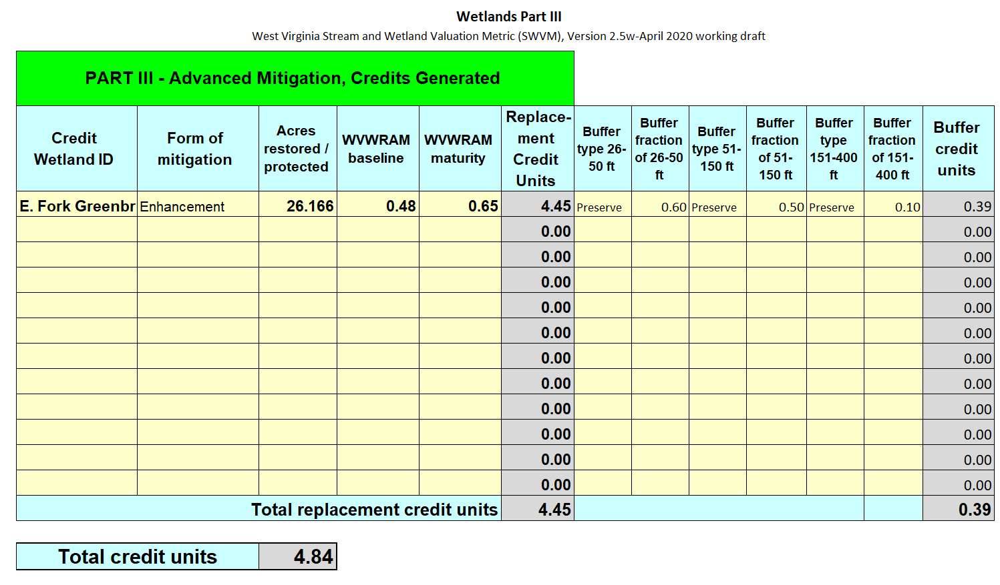 Wetlands Part III
West Virginia Stream and Wetland Valuation Metric (SWVM), Version 2.5w-April 2020 working draft
PART III - Advanced Mitigation, Credits Generated
Credit Wetland ID Form of mitigation Acres restored / protected WVWRAM baseline WVWRAM maturity Replace-ment Credit Units Buffer type 26-50 ft Buffer fraction of 26-50 ft Buffer type 51-150 ft Buffer fraction of 51-150 ft Buffer type 151-400 ft Buffer fraction of 151-400 ft Buffer credit units
E. Fork Greenbr Enhancement 26.166 0.48 0.65 4.45 Preserve 0.60 Preserve 0.50 Preserve 0.10 0.39
0.00 0.00
0.00 0.00
0.00 0.00
0.00 0.00
0.00 0.00
0.00 0.00
0.00 0.00
0.00 0.00
0.00 0.00
0.00 0.00
0.00 0.00
Total replacement credit units 4.45 0.39
Total credit units 4.84